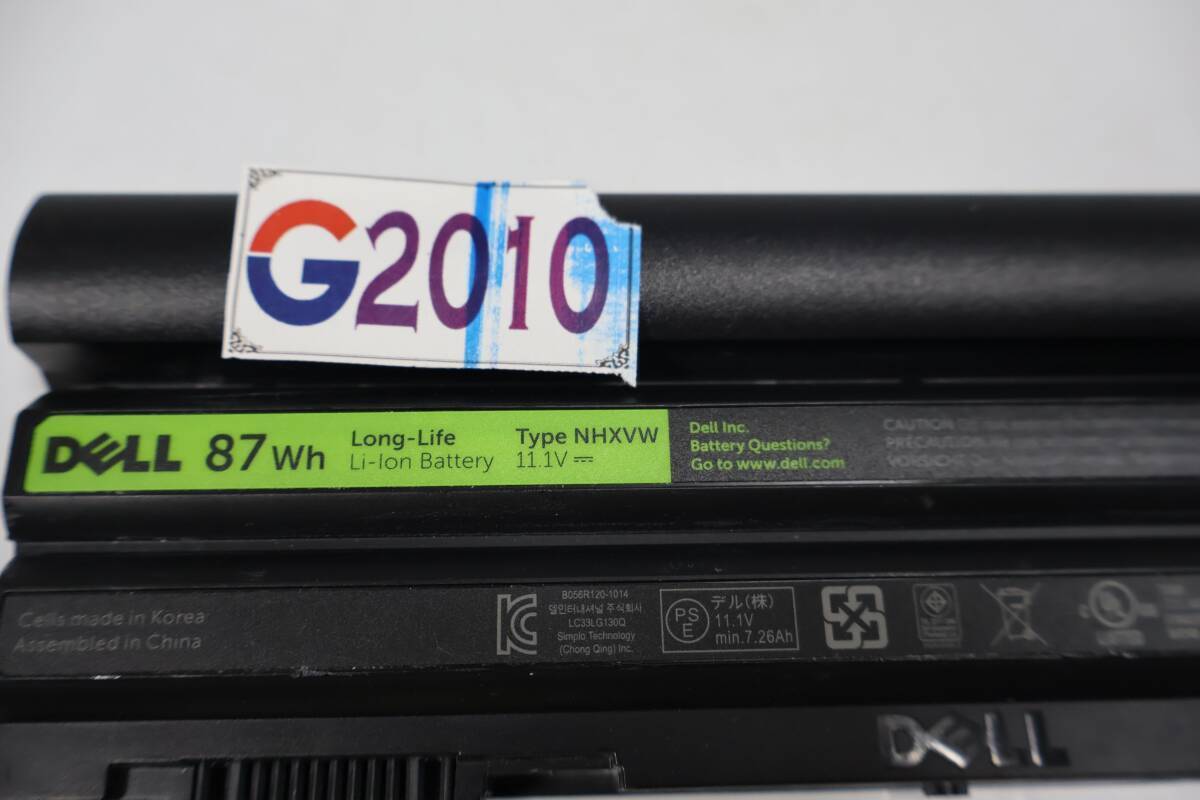 G2010
DELL 87Wh
Long-Life
Li-Ion Battery
Type NHXVW
11.1V
Dell Inc.
Battery Questions?
Go to www.dell.com
CAUTION
Cells made in Korea
Assembled in China
B056R120-1014
델인터내셔널 주식회사
LC33LG130Q
Simplo Technology
(Chong Qing) Inc.
PS
E
デル(株)
11.1V
min.7.26Ah
DELL